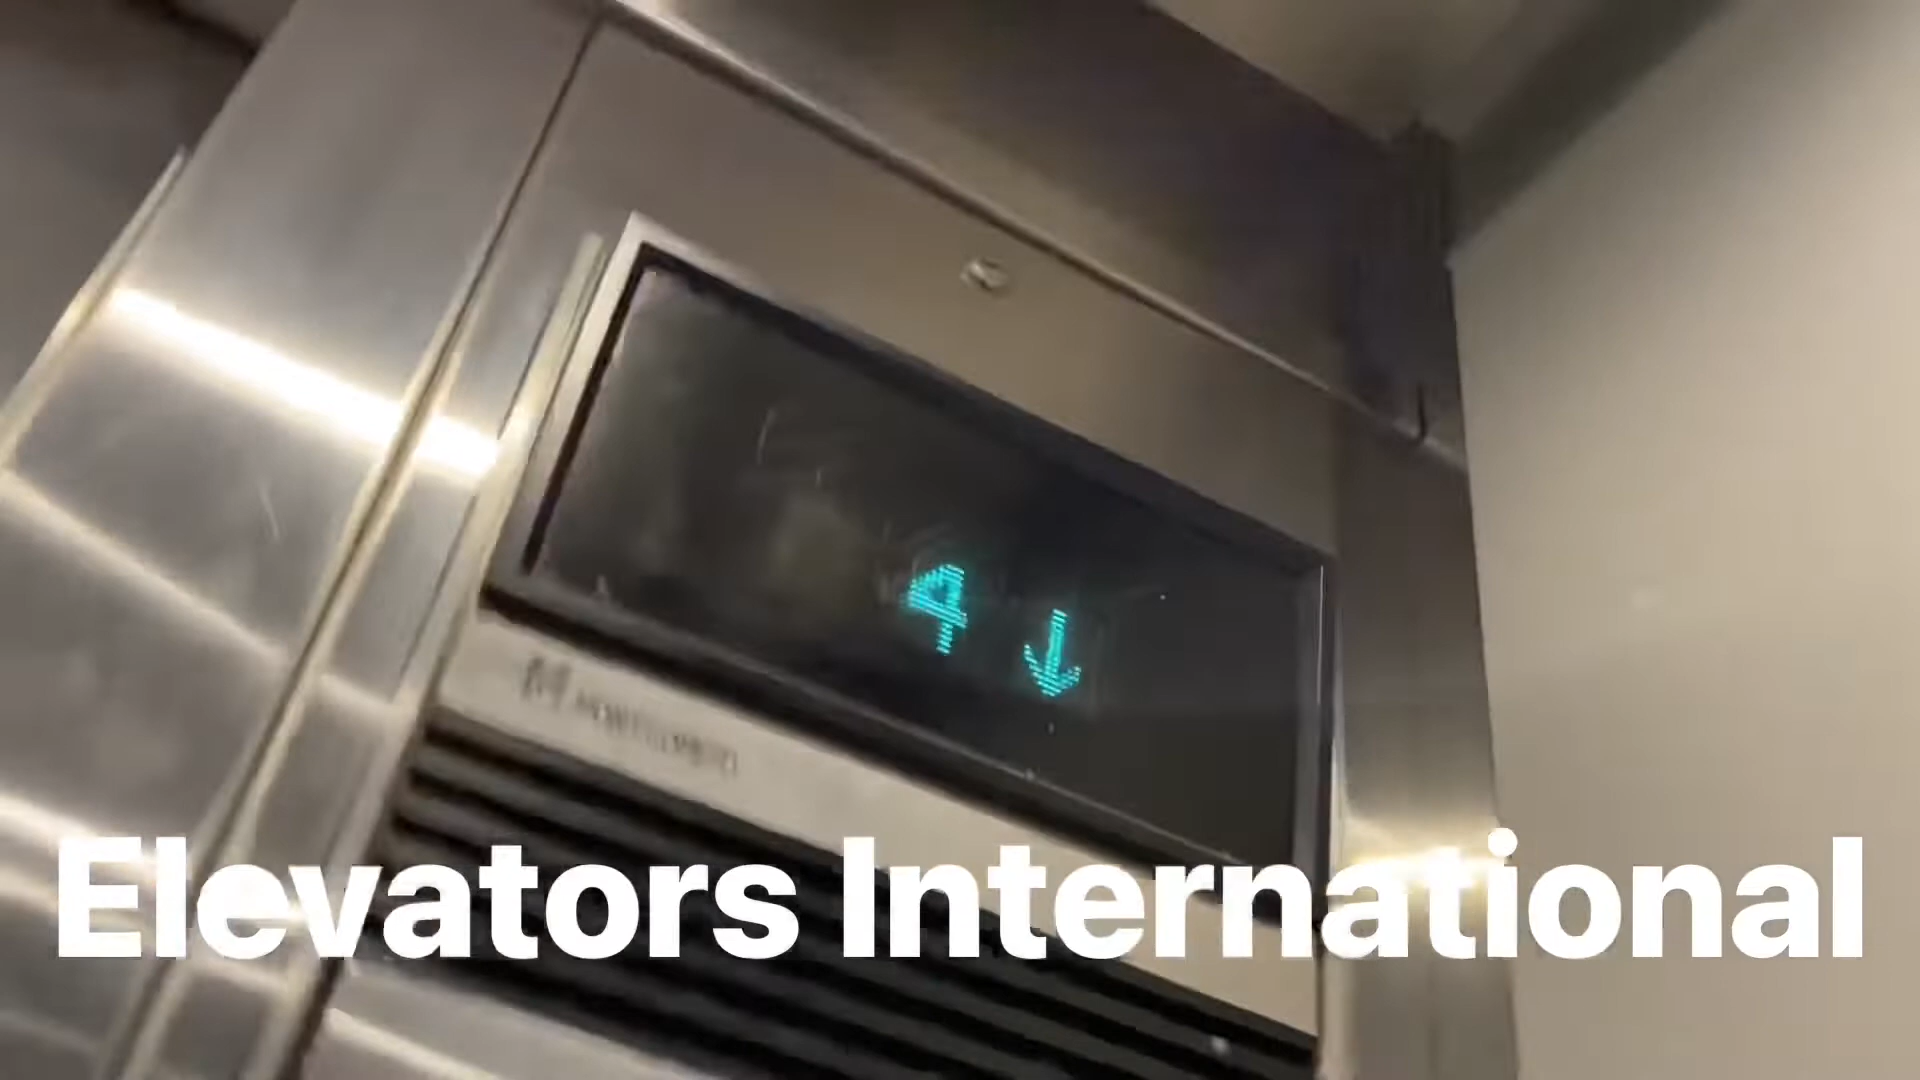 4 ↓
Elevators International